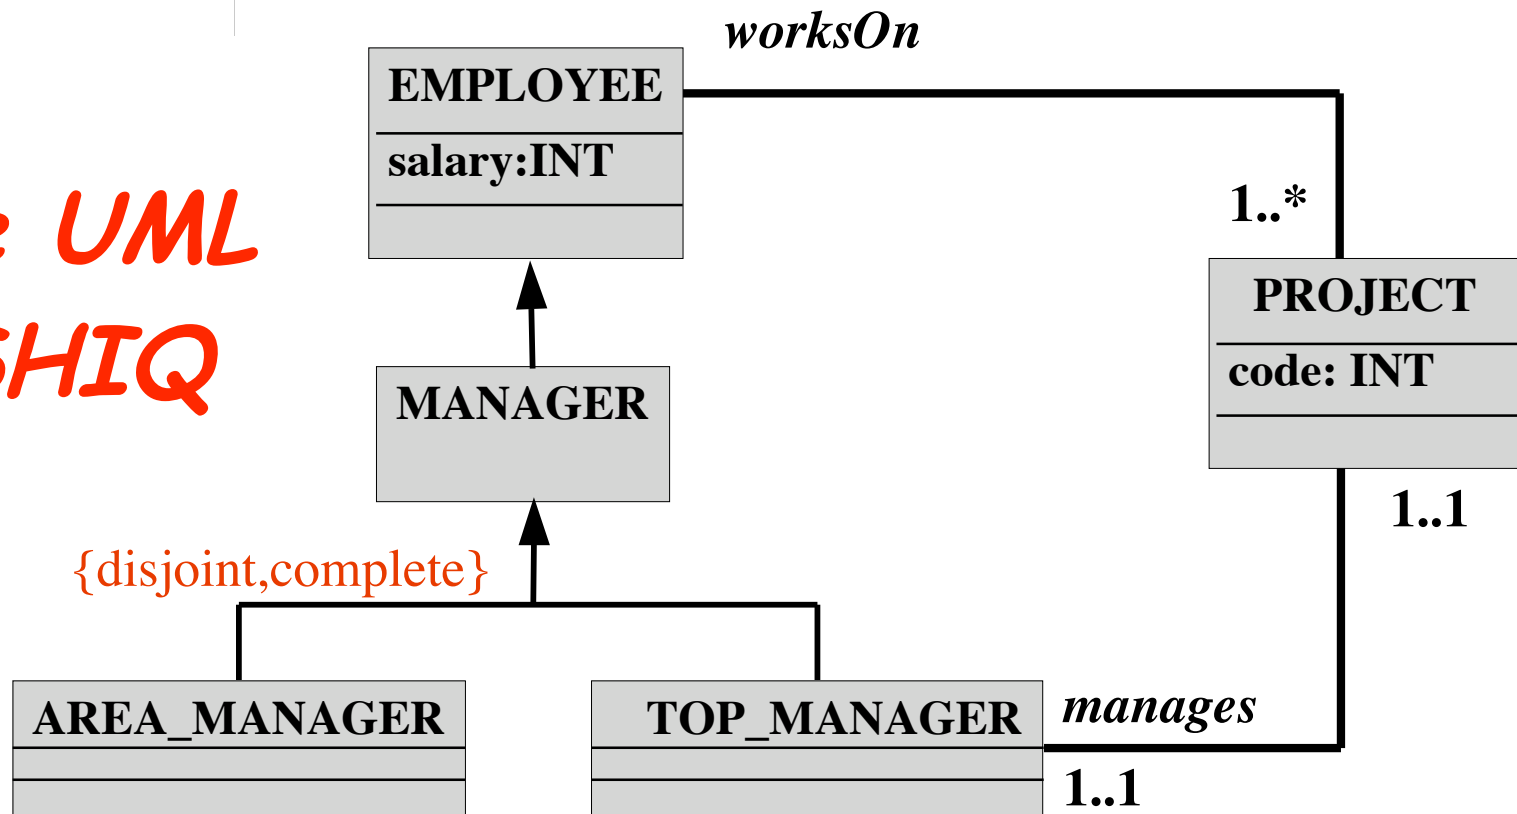 worksOn
EMPLOYEE
salary:INT
1..*
UML
PROJECT
code: INT
SHIQ
MANAGER
1..1
{disjoint,complete}
AREA_MANAGER
TOP_MANAGER
manages
1..1